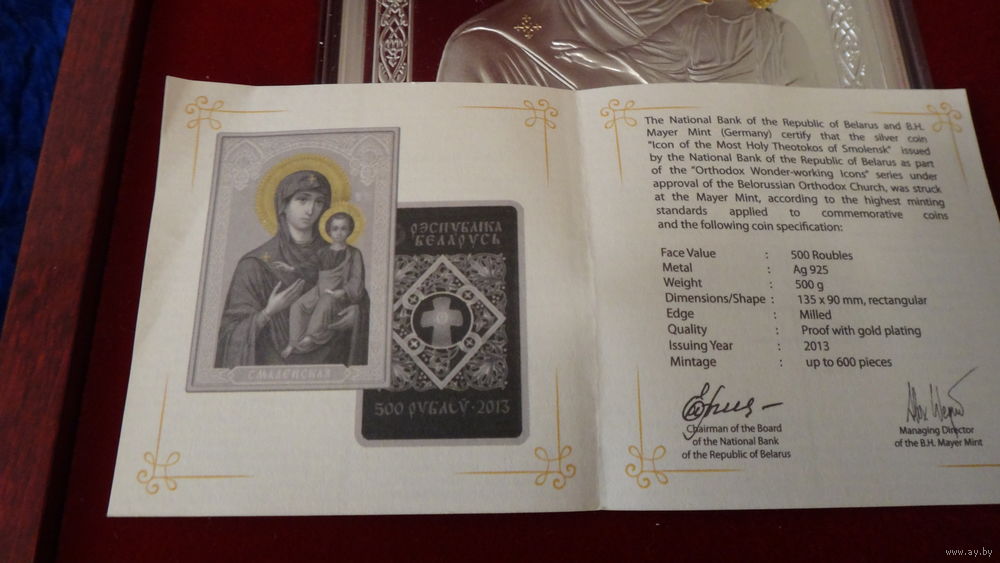 СМАЛЕНСКАЯ
РЭСПУБЛІКА
БЕЛАРУСЬ
500 РУБЛЁЎ · 2013
The National Bank of the Republic of Belarus and B.H.
Mayer Mint (Germany) certify that the silver coin
"Icon of the Most Holy Theotokos of Smolensk" issued
by the National Bank of the Republic of Belarus as part
of the "Orthodox Wonder-working Icons" series under
approval of the Belorussian Orthodox Church, was struck
at the Mayer Mint, according to the highest minting
standards applied to commemorative coins
and the following coin specification:
Face Value : 500 Roubles
Metal : Ag 925
Weight : 500 g
Dimensions/Shape : 135 x 90 mm, rectangular
Edge : Milled
Quality : Proof with gold plating
Issuing Year : 2013
Mintage : up to 600 pieces
Chairman of the Board
of the National Bank
of the Republic of Belarus
Managing Director
of the B.H. Mayer Mint
www.ay.by